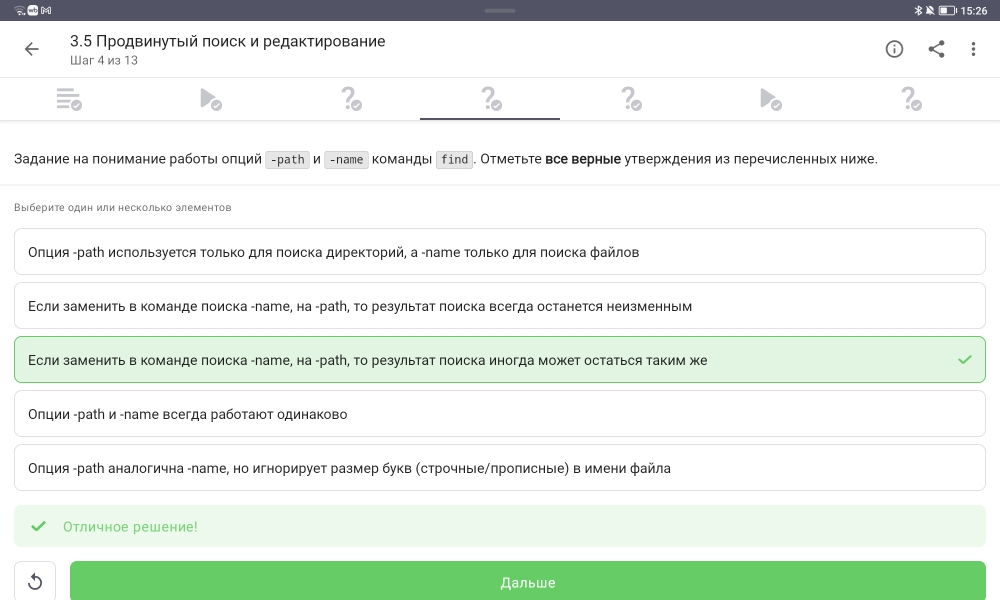 15:26
3.5 Продвинутый поиск и редактирование
Шаг 4 из 13
Задание на понимание работы опций -path и -name команды find. Отметьте все верные утверждения из перечисленных ниже.
Выберите один или несколько элементов
Опция -path используется только для поиска директорий, а -name только для поиска файлов
Если заменить в команде поиска -name, на -path, то результат поиска всегда останется неизменным
Если заменить в команде поиска -name, на -path, то результат поиска иногда может остаться таким же
Опции -path и -name всегда работают одинаково
Опция -path аналогична -name, но игнорирует размер букв (строчные/прописные) в имени файла
Отличное решение!
Дальше